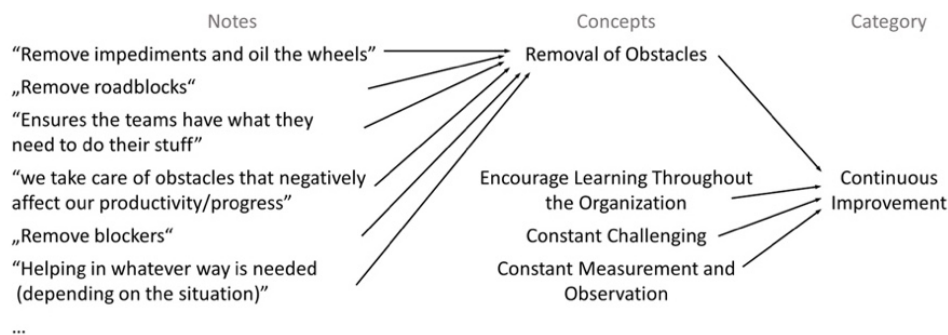 Notes
Concepts
Category
“Remove impediments and oil the wheels”
„Remove roadblocks“
“Ensures the teams have what they
need to do their stuff”
“we take care of obstacles that negatively
affect our productivity/progress”
„Remove blockers“
“Helping in whatever way is needed
(depending on the situation)”
...
Removal of Obstacles
Encourage Learning Throughout
the Organization
Constant Challenging
Constant Measurement and
Observation
Continuous
Improvement